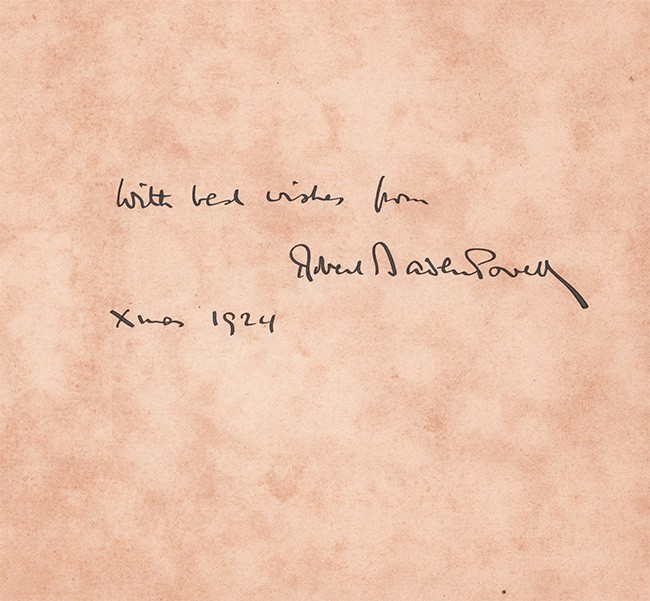 With best wishes from
Robert Baden Powell
Xmas 1924